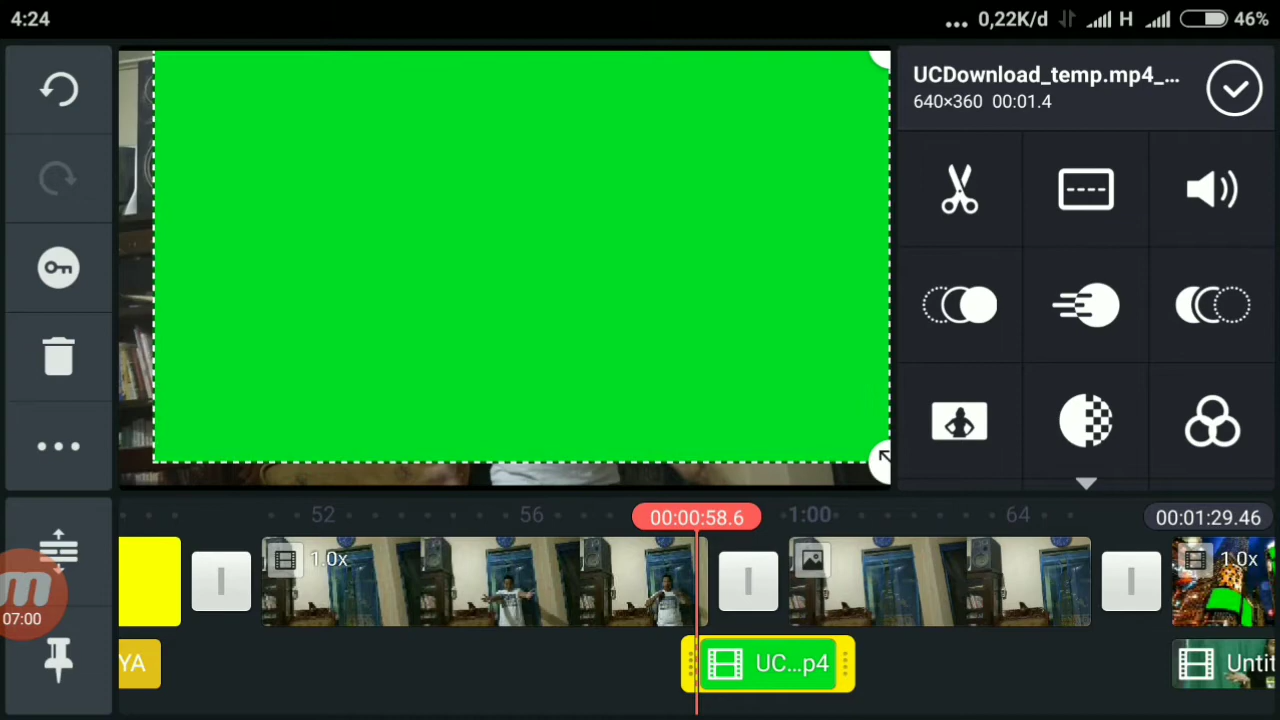 4:24
... 0,22K/d H 46%
UCDownload_temp.mp4_...
640×360 00:01.4
52
56
00:00:58.6
1:00
64
00:01:29.46
1.0x
1.0x
07:00
YA
UC...p4
Untit